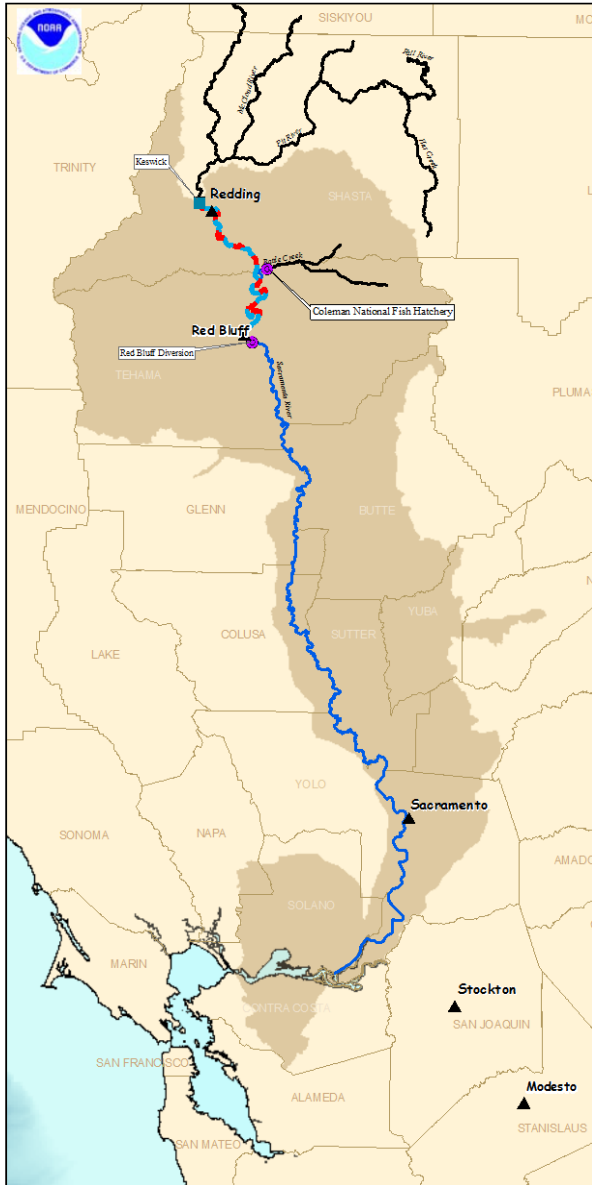 NOAA
SISKIYOU
MO
Fall River
McCloud River
Pit River
Hat Creek
TRINITY
Keswick
Redding
SHASTA
Battle Creek
Coleman National Fish Hatchery
Red Bluff
Red Bluff Diversion
TEHAMA
Sacramento River
PLUMA
MENDOCINO
GLENN
BUTTE
YUBA
COLUSA
SUTTER
LAKE
YOLO
Sacramento
SONOMA
NAPA
AMADO
SOLANO
MARIN
Stockton
CONTRA COSTA
SAN JOAQUIN
SAN FRANCISCO
Modesto
ALAMEDA
STANISLAUS
SAN MATEO